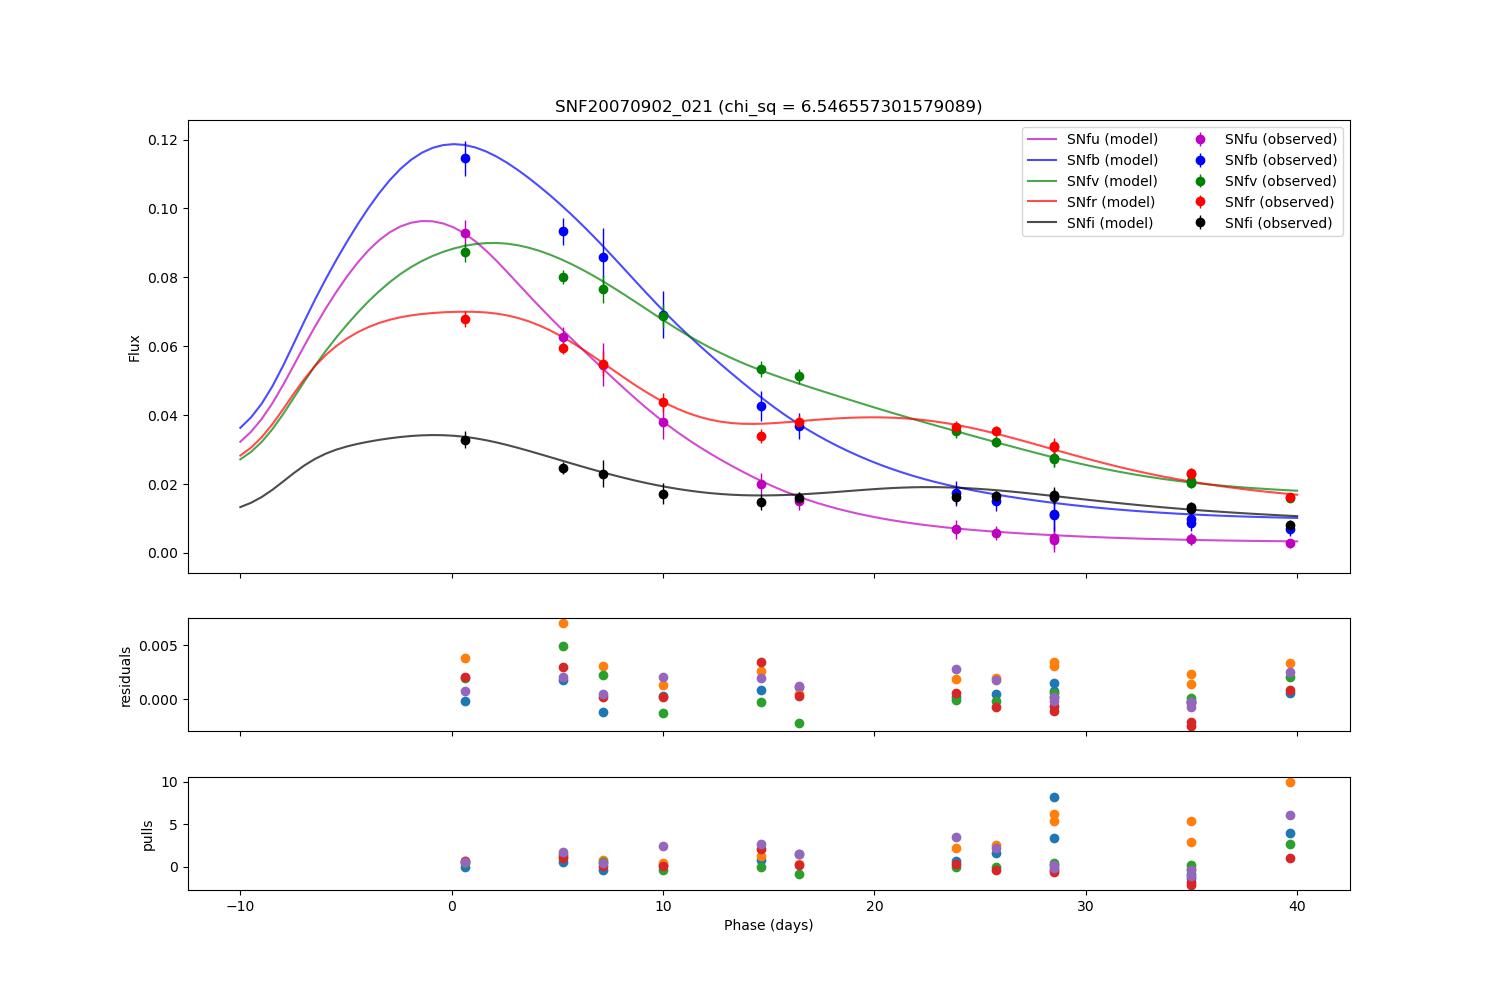 SNF20070902_021 (chi_sq = 6.546557301579089)
0.12
0.10
0.08
0.06
0.04
0.02
0.00
Flux
SNfu (model)
SNfb (model)
SNfv (model)
SNfr (model)
SNfi (model)
SNfu (observed)
SNfb (observed)
SNfv (observed)
SNfr (observed)
SNfi (observed)
0.005
0.000
residuals
10
5
0
pulls
−10
0
10
20
30
40
Phase (days)